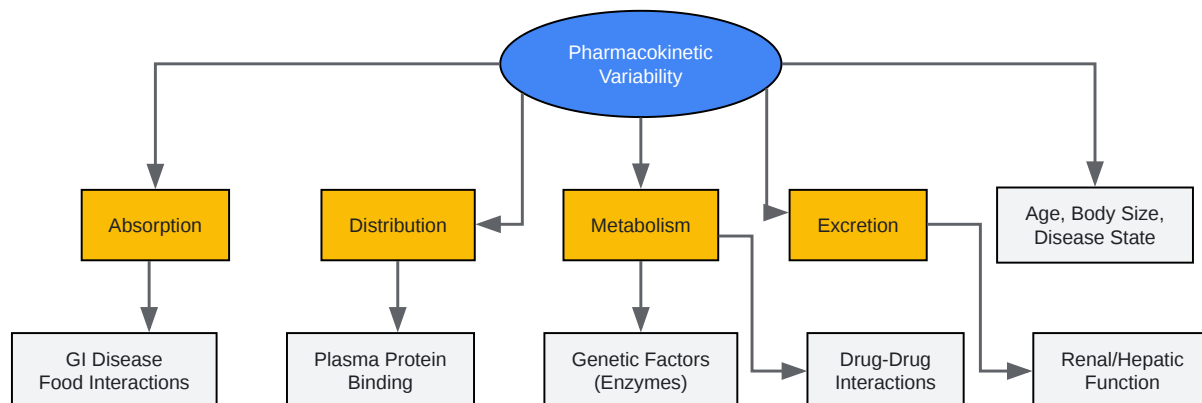 Pharmacokinetic
Variability
Absorption
Distribution
Metabolism
Excretion
Age, Body Size,
Disease State
GI Disease
Food Interactions
Plasma Protein
Binding
Genetic Factors
(Enzymes)
Drug-Drug
Interactions
Renal/Hepatic
Function